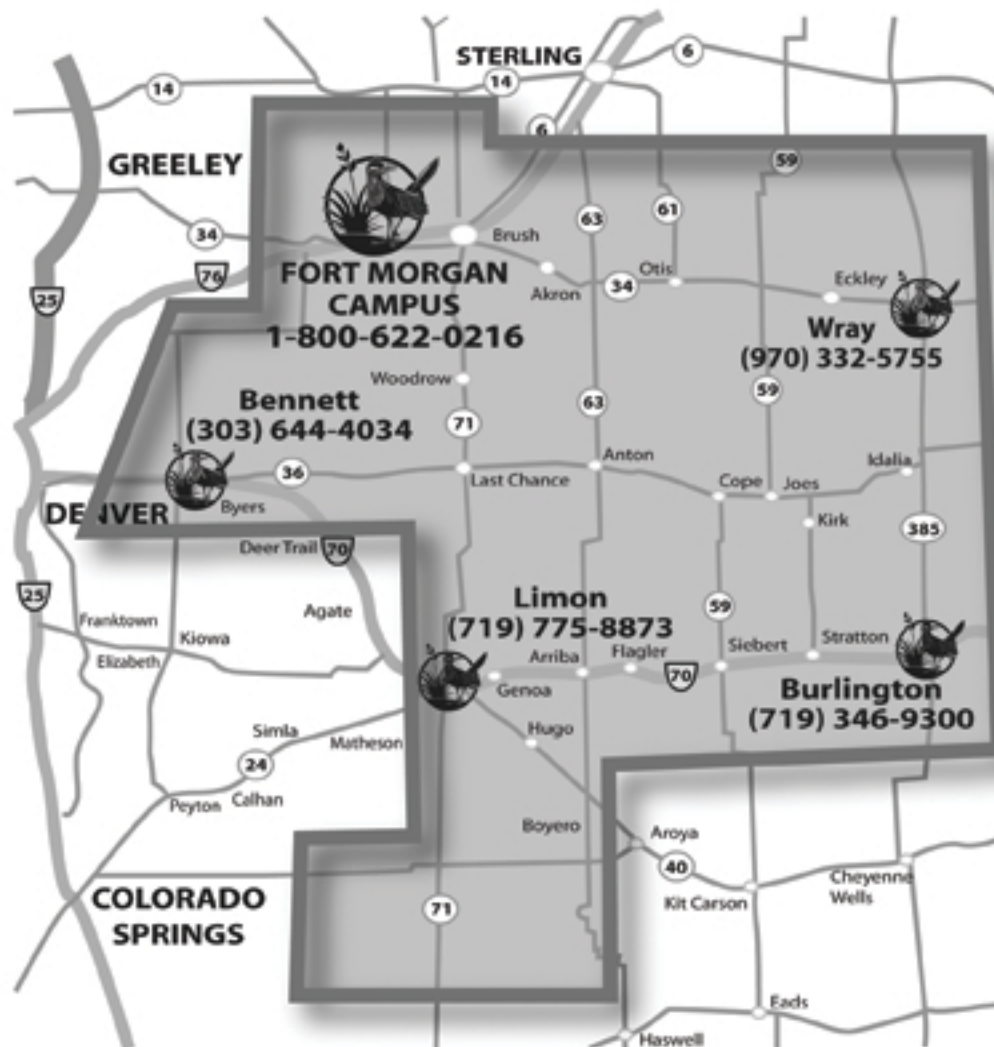 STERLING
6
14
14
6
59
GREELEY
63
61
34
Brush
76
FORT MORGAN
CAMPUS
1-800-622-0216
Akron
34
Otis
Eckley
25
Wray
(970) 332-5755
Woodrow
59
Bennett
(303) 644-4034
63
71
36
Last Chance
Anton
Cope
Joes
Idalia
DENVER
Byers
Kirk
385
Deer Trail
70
25
Agate
Limon
(719) 775-8873
59
Franktown
Kiowa
Elizabeth
Arriba
Flagler
Siebert
Stratton
Genoa
70
Burlington
(719) 346-9300
Hugo
Simla
Matheson
24
Peyton
Calhan
Boyero
Aroya
40
Kit Carson
Cheyenne
Wells
COLORADO
SPRINGS
71
Eads
Haswell